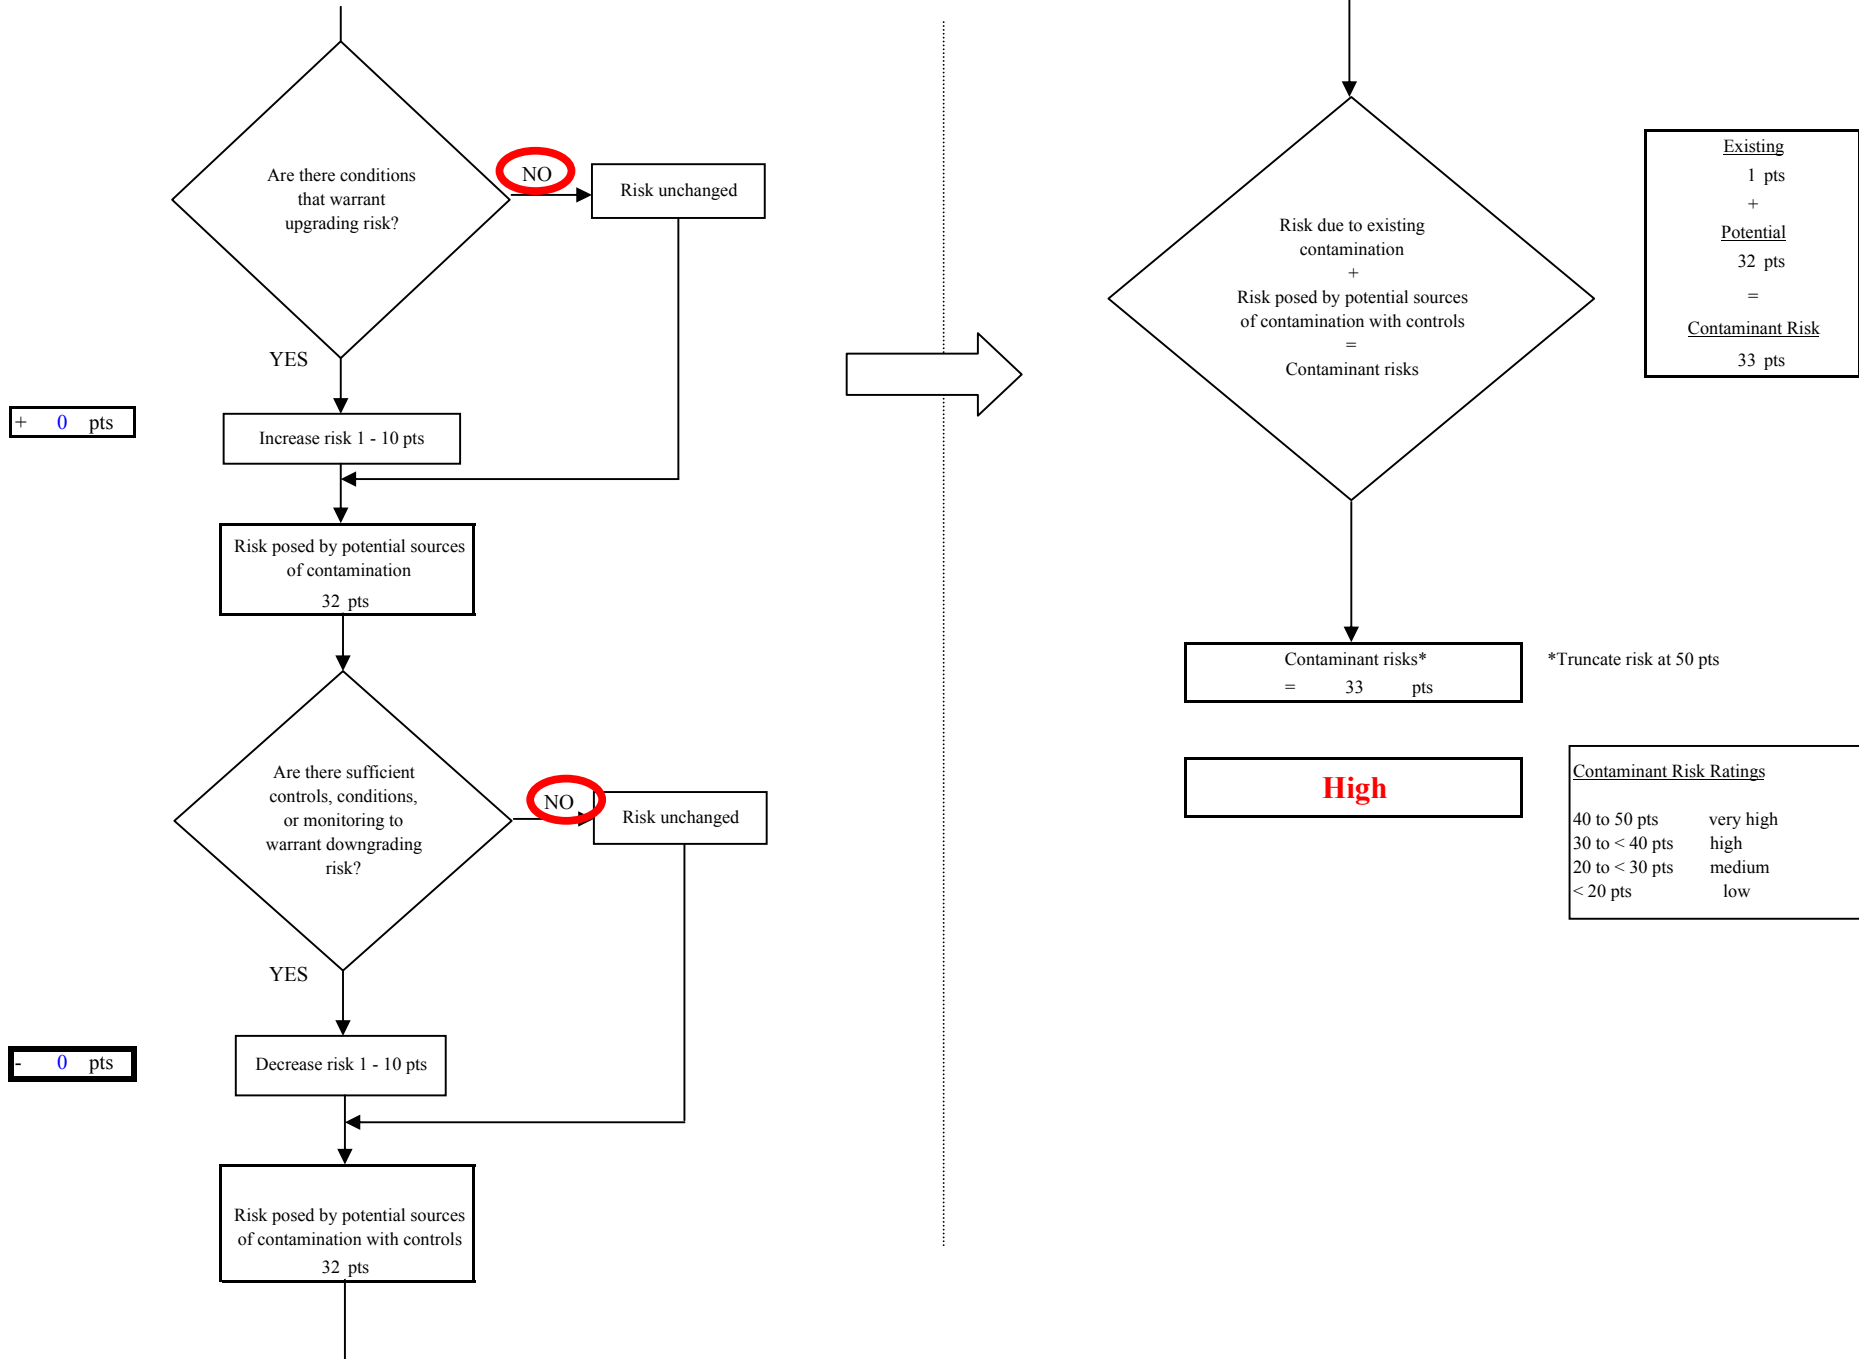 Are there conditions
that warrant
upgrading risk?
NO
Risk unchanged
YES
+ 0 pts
Increase risk 1 - 10 pts
Risk posed by potential sources
of contamination
32 pts
Are there sufficient
controls, conditions,
or monitoring to
warrant downgrading
risk?
NO
Risk unchanged
YES
- 0 pts
Decrease risk 1 - 10 pts
Risk posed by potential sources
of contamination with controls
32 pts
Risk due to existing
contamination
+
Risk posed by potential sources
of contamination with controls
=
Contaminant risks
Existing
1 pts
+
Potential
32 pts
=
Contaminant Risk
33 pts
Contaminant risks*
= 33 pts
*Truncate risk at 50 pts
High
Contaminant Risk Ratings
40 to 50 pts very high
30 to < 40 pts high
20 to < 30 pts medium
< 20 pts low